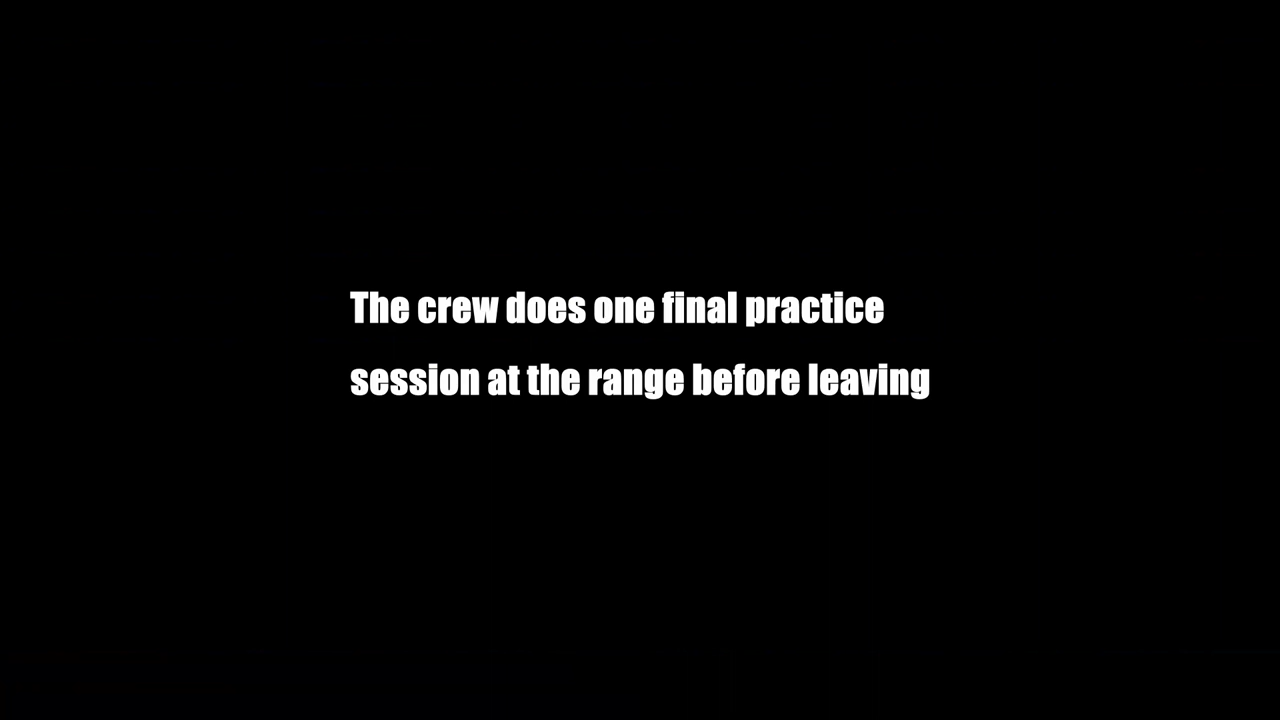 The crew does one final practice
session at the range before leaving